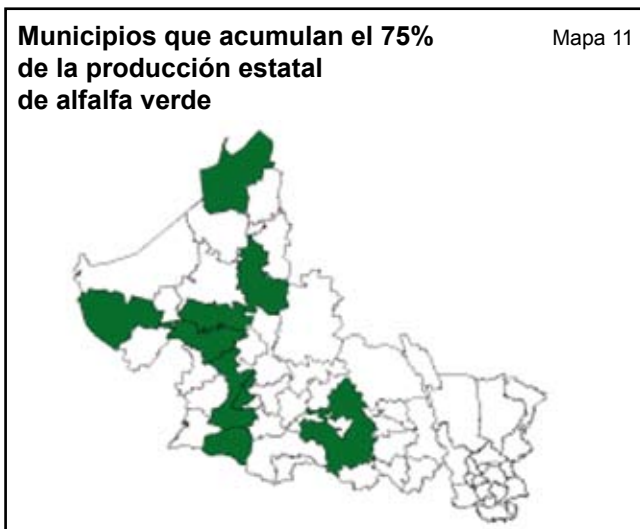 Municipios que acumulan el 75%
de la producción estatal
de alfalfa verde
Mapa 11